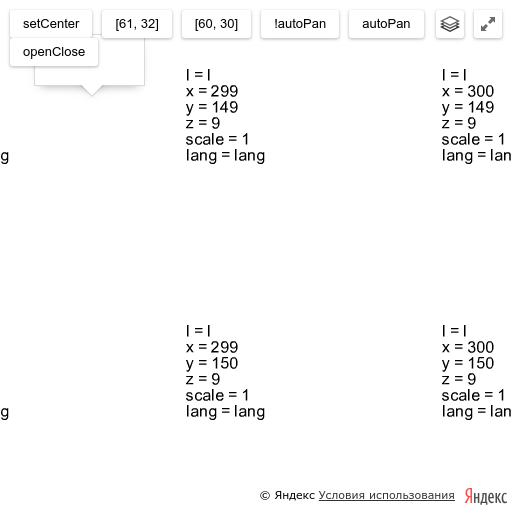 setCenter [61, 32] [60, 30] !autoPan autoPan
openClose
l = l
x = 299
y = 149
z = 9
scale = 1
lang = lang
l = l
x = 300
y = 149
z = 9
scale = 1
lang = lan
g
l = l
x = 299
y = 150
z = 9
scale = 1
lang = lang
l = l
x = 300
y = 150
z = 9
scale = 1
lang = lan
g
© Яндекс Условия использования Яндекс